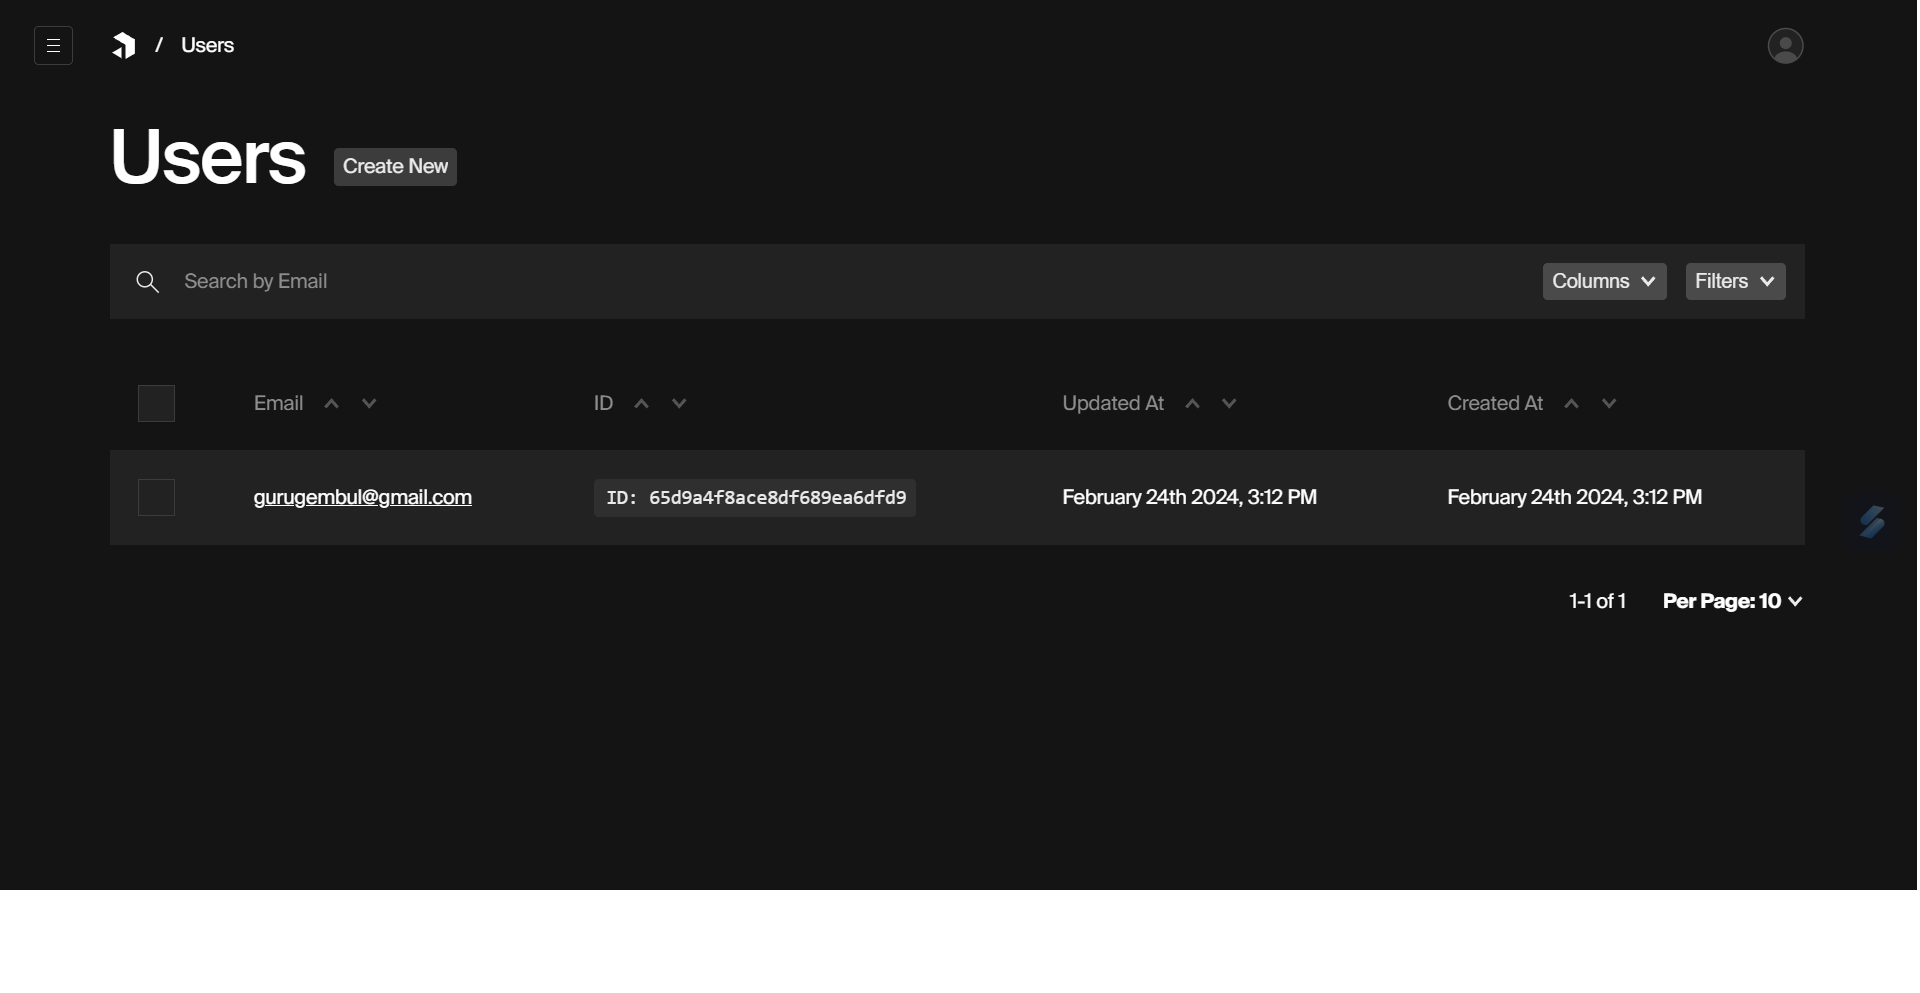 / Users
Users Create New
Search by Email Columns Filters
Email ID Updated At Created At
gurugembul@gmail.com ID: 65d9a4f8ace8df689ea6dfd9 February 24th 2024, 3:12 PM February 24th 2024, 3:12 PM
1-1 of 1 Per Page: 10